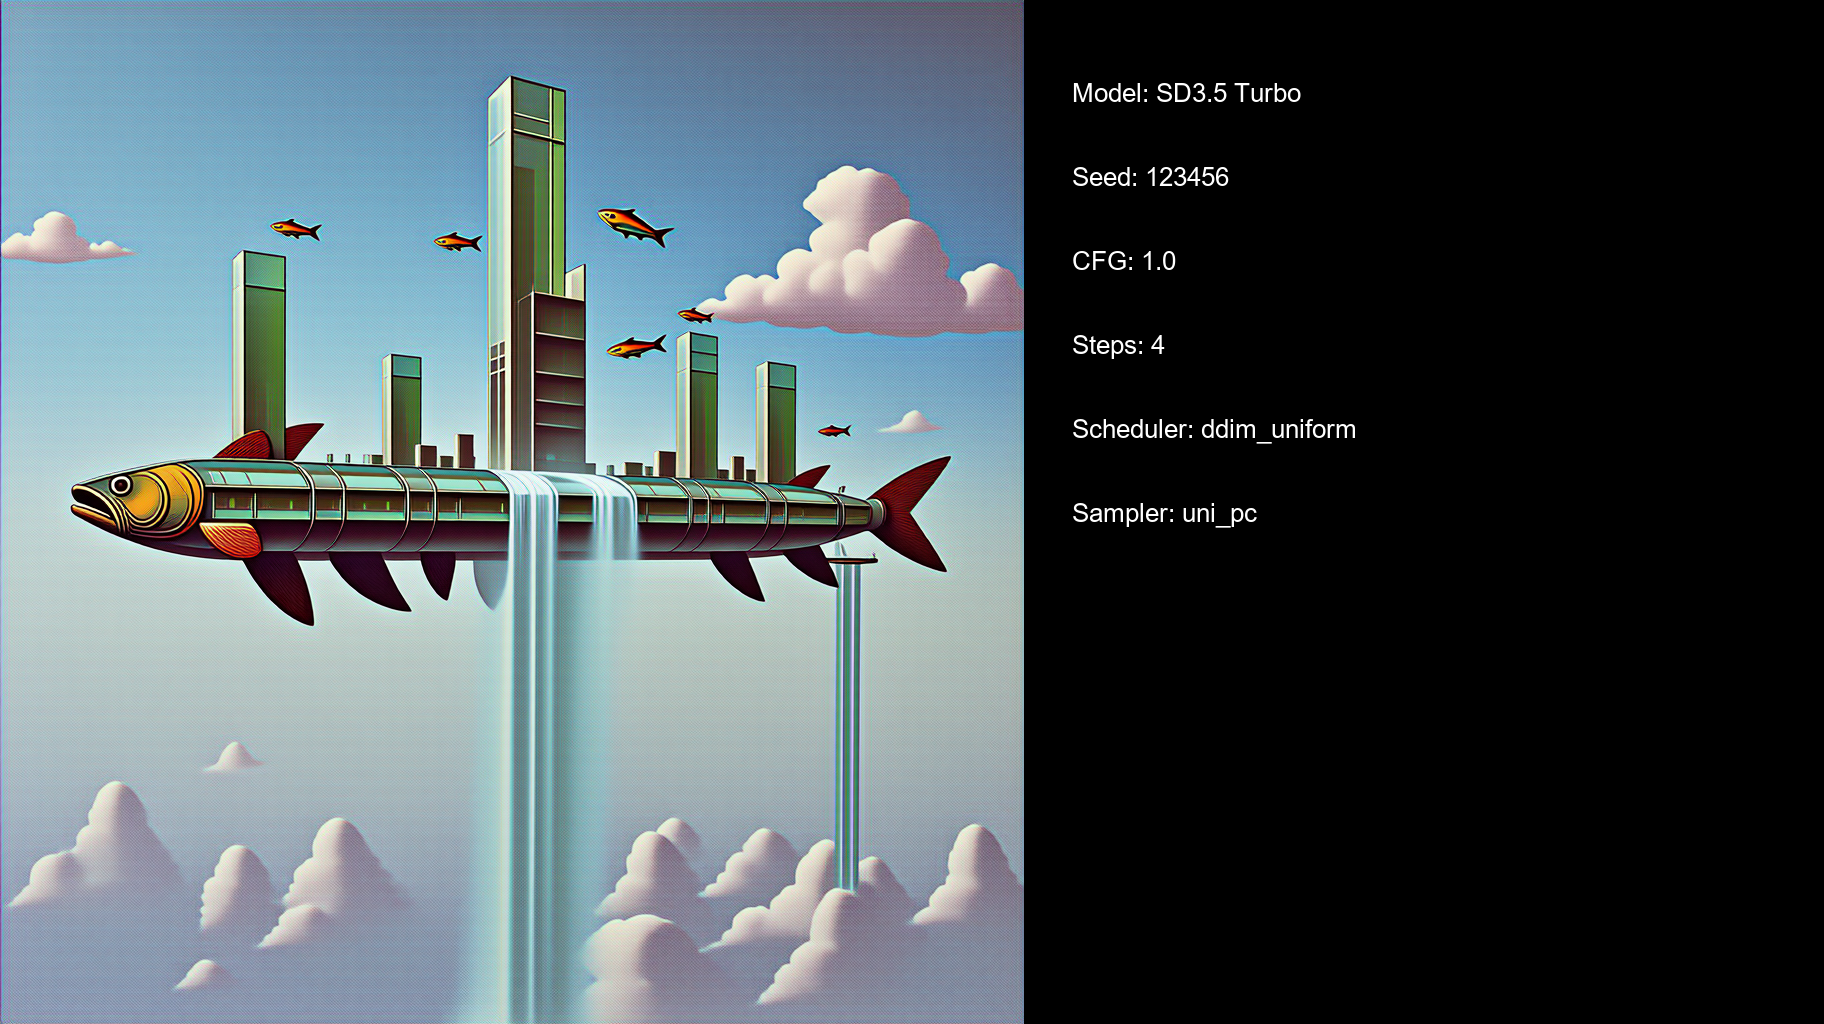 Model: SD3.5 Turbo
Seed: 123456
CFG: 1.0
Steps: 4
Scheduler: ddim_uniform
Sampler: uni_pc